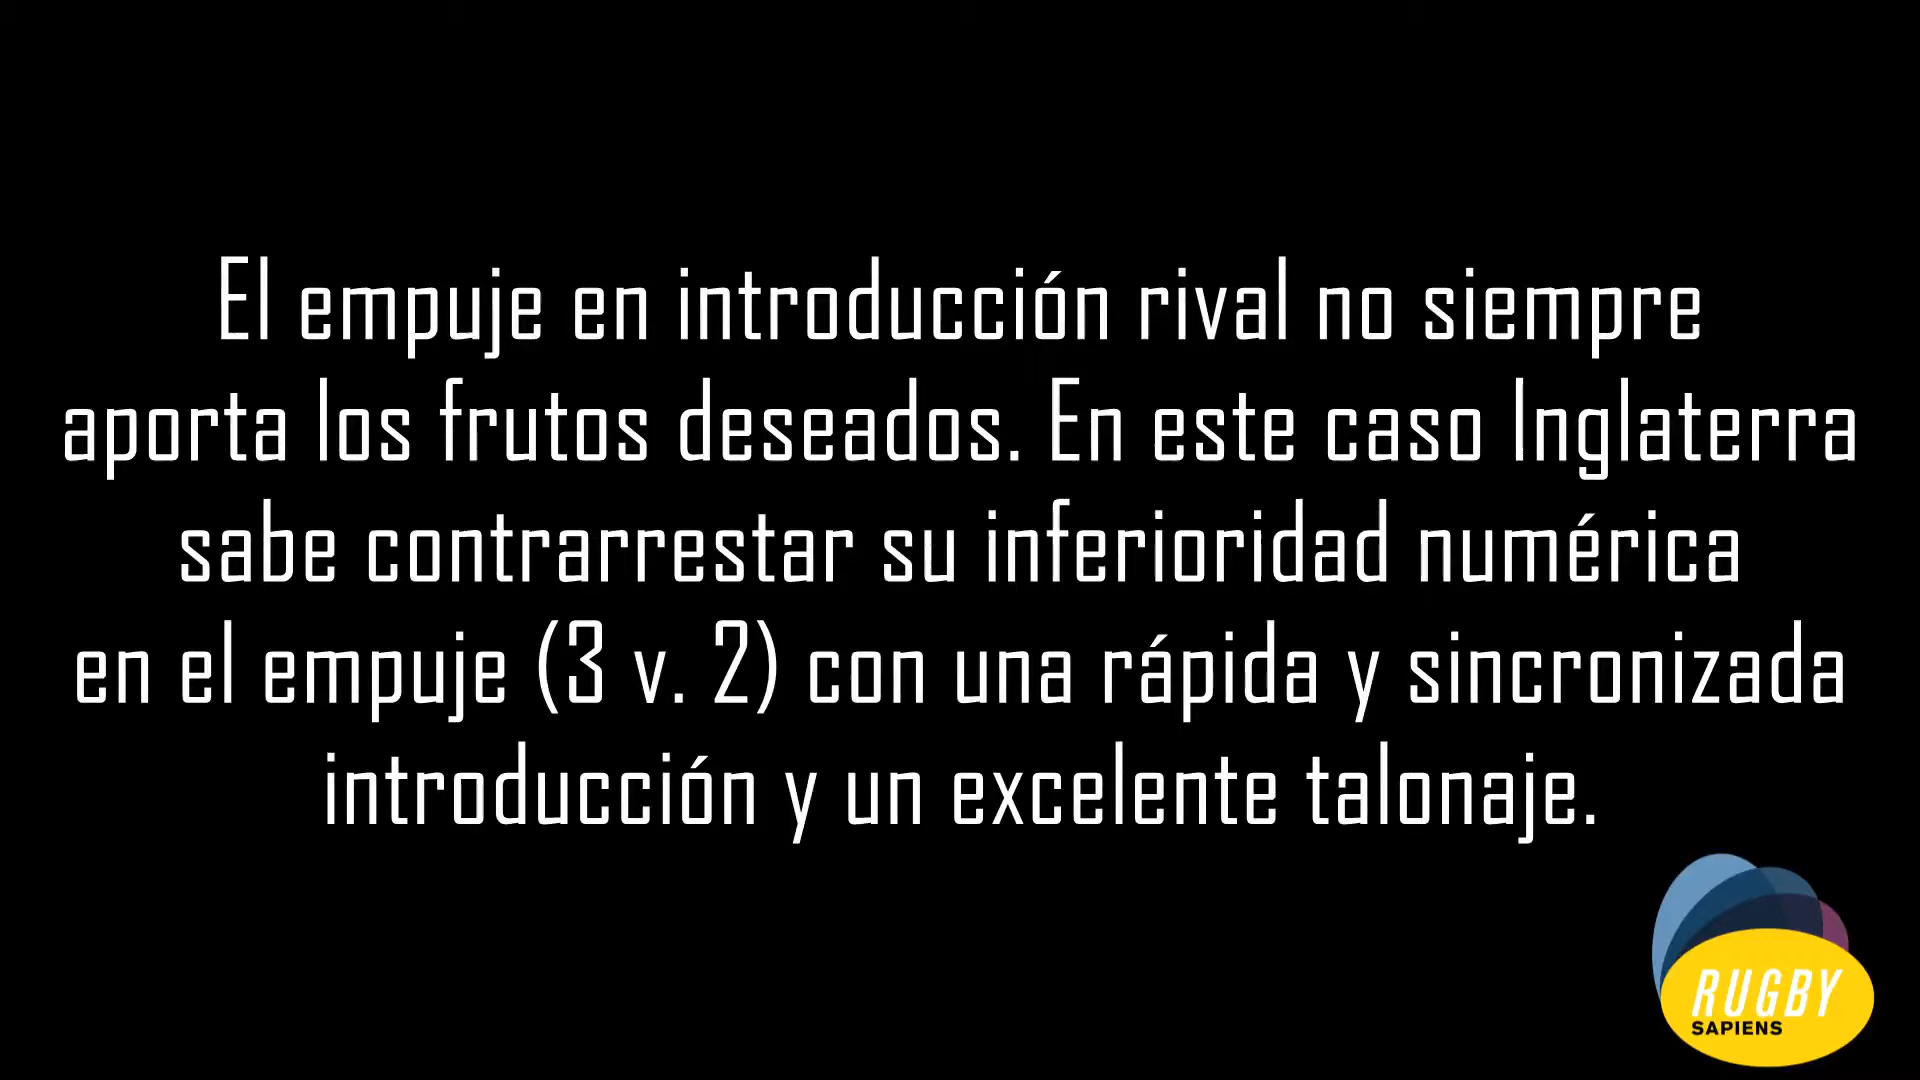 El empuje en introducción rival no siempre
aporta los frutos deseados. En este caso Inglaterra
sabe contrarrestar su inferioridad numérica
en el empuje (3 v. 2) con una rápida y sincronizada
introducción y un excelente talonaje.
RUGBY
SAPIENS